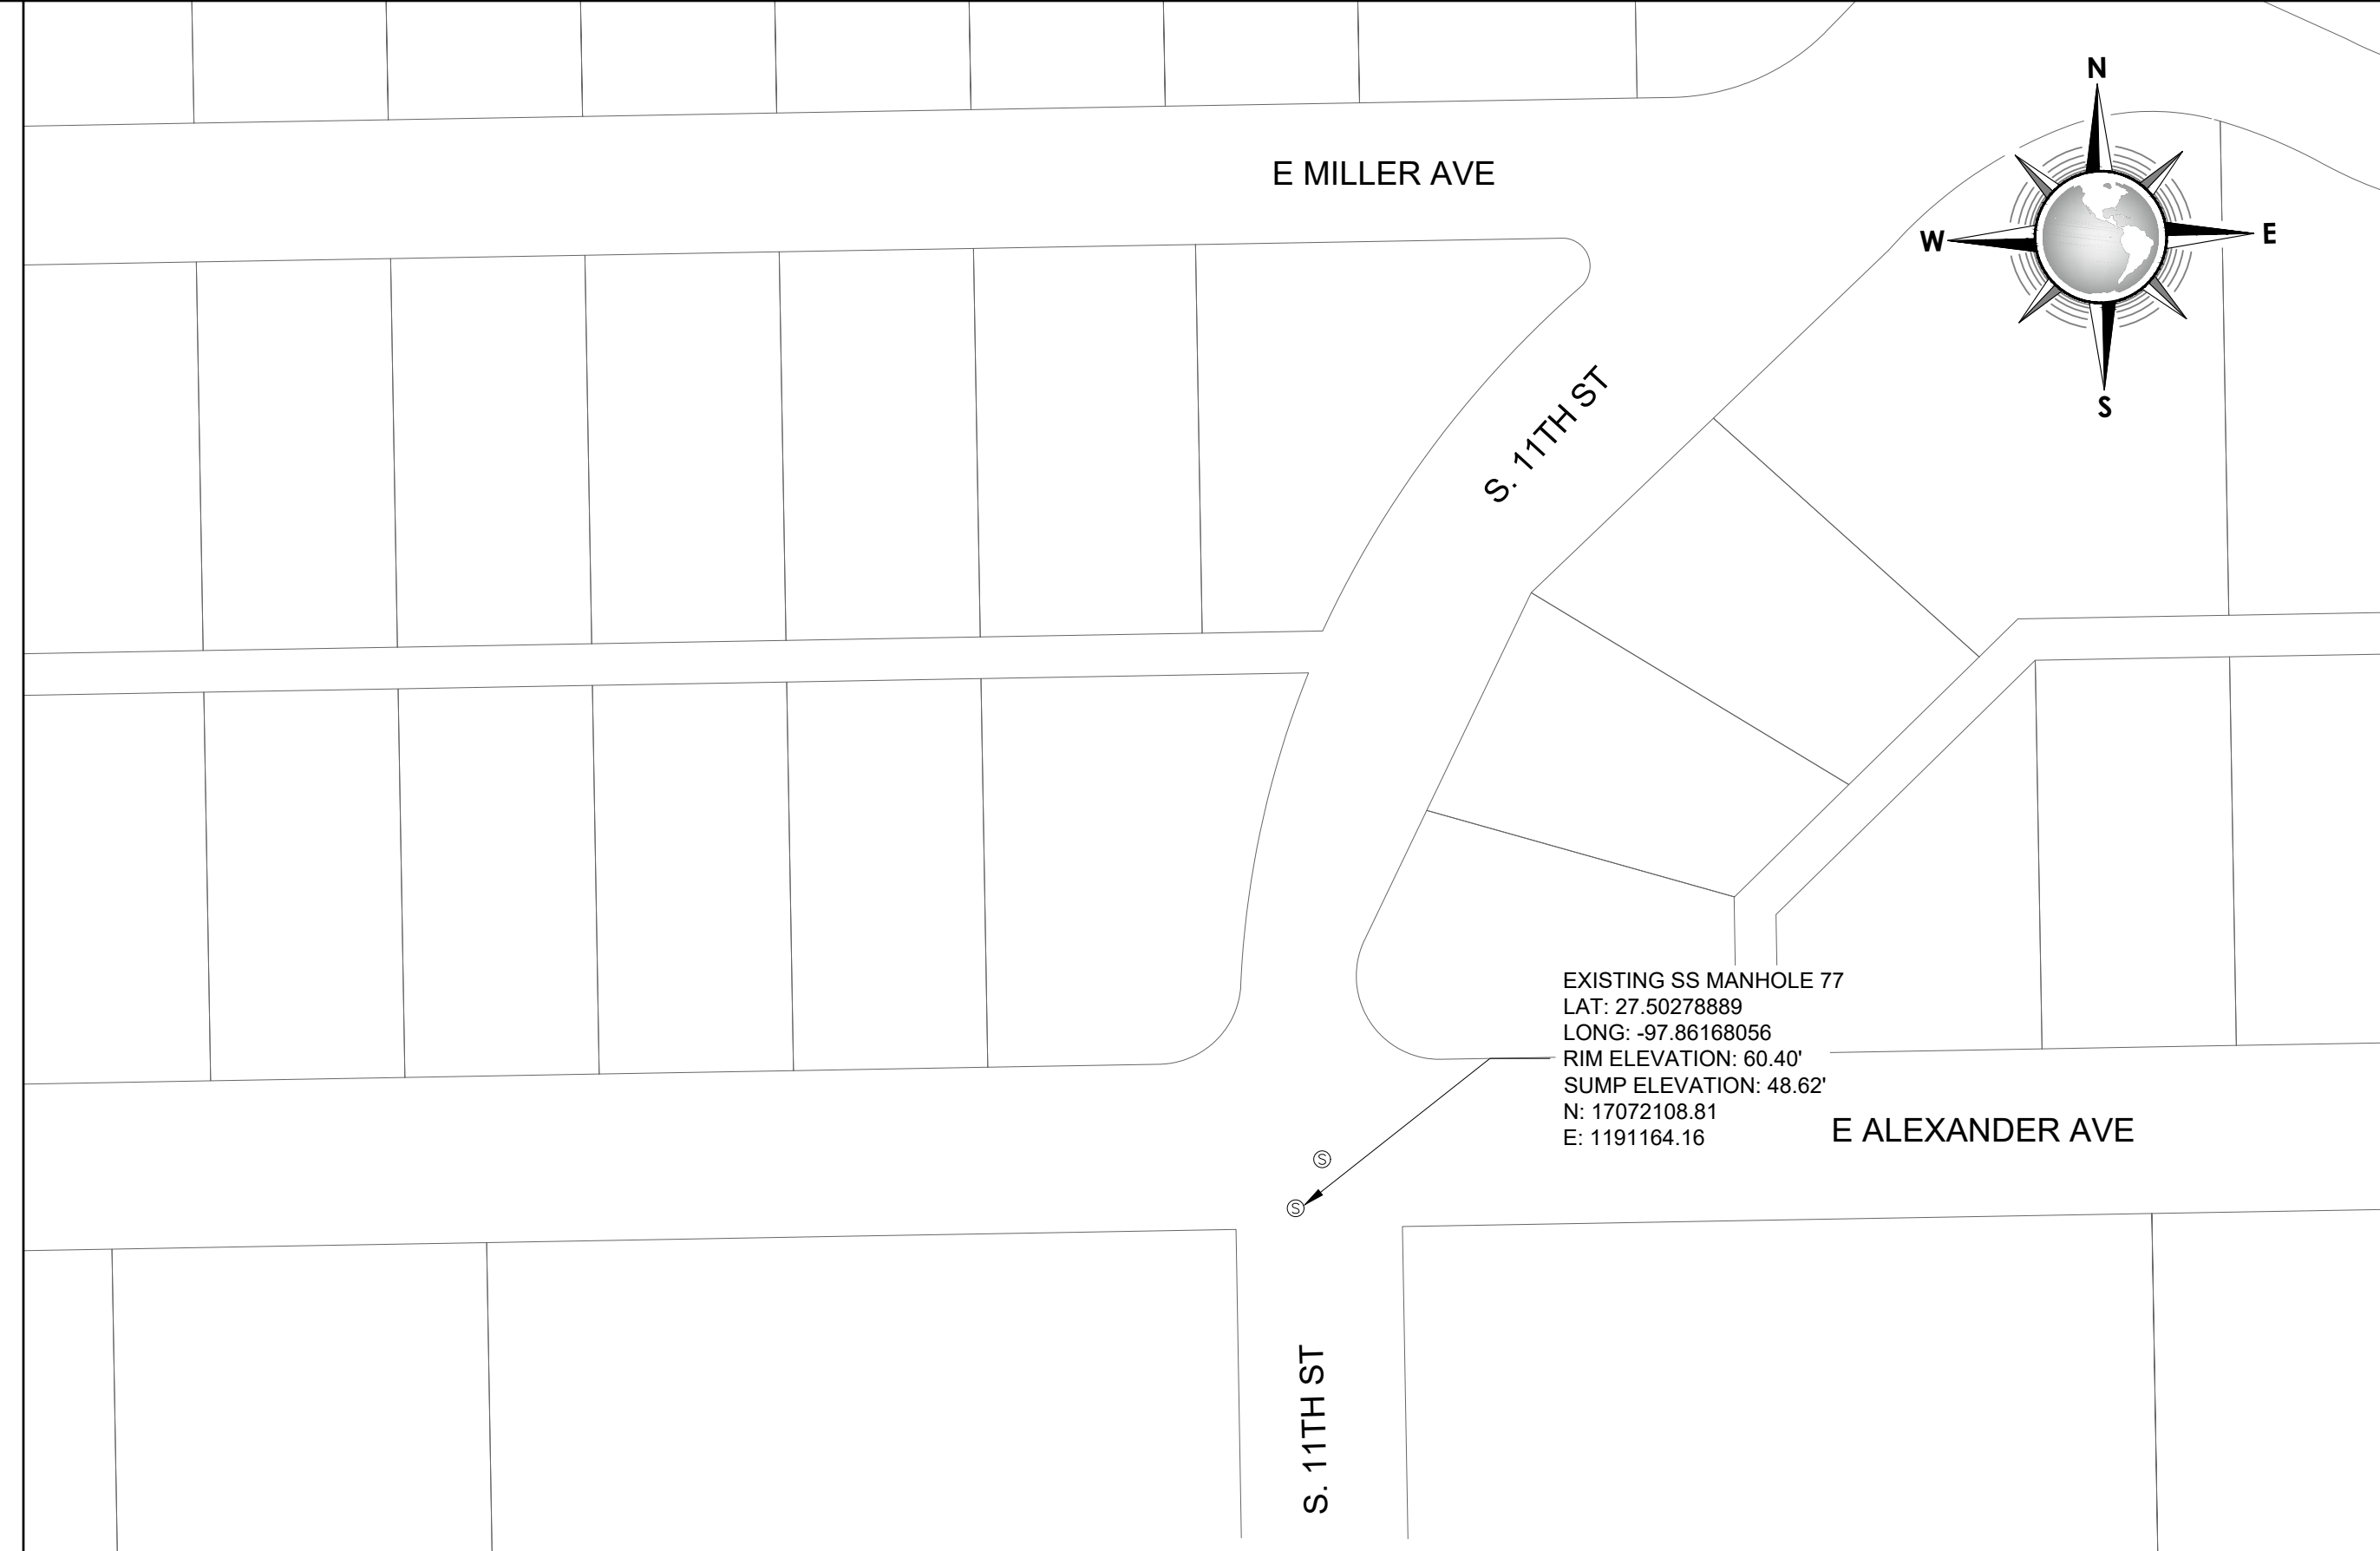 N
E MILLER AVE
W
E
S
S. 11TH ST
EXISTING SS MANHOLE 77
LAT: 27.50278889
LONG: -97.86168056
RIM ELEVATION: 60.40'
SUMP ELEVATION: 48.62'
N: 17072108.81
E: 1191164.16
E ALEXANDER AVE
S
S
S. 11TH ST